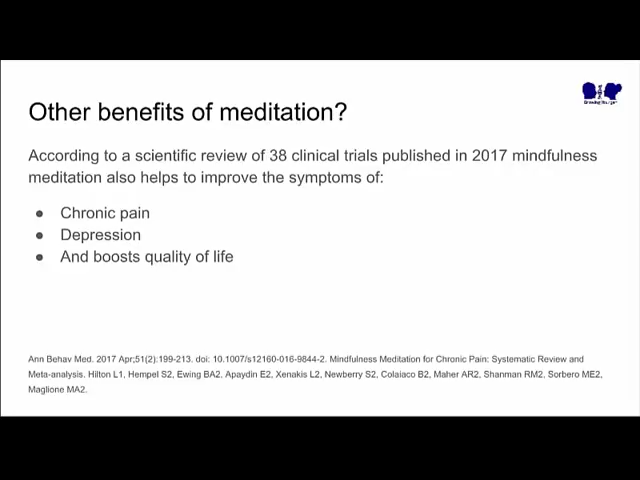 Other benefits of meditation?
According to a scientific review of 38 clinical trials published in 2017 mindfulness
meditation also helps to improve the symptoms of:
● Chronic pain
● Depression
● And boosts quality of life
Ann Behav Med. 2017 Apr;51(2):199-213. doi: 10.1007/s12160-016-9844-2. Mindfulness Meditation for Chronic Pain: Systematic Review and
Meta-analysis. Hilton L1, Hempel S2, Ewing BA2, Apaydin E2, Xenakis L2, Newberry S2, Colaiaco B2, Maher AR2, Shanman RM2, Sorbero ME2,
Maglione MA2.